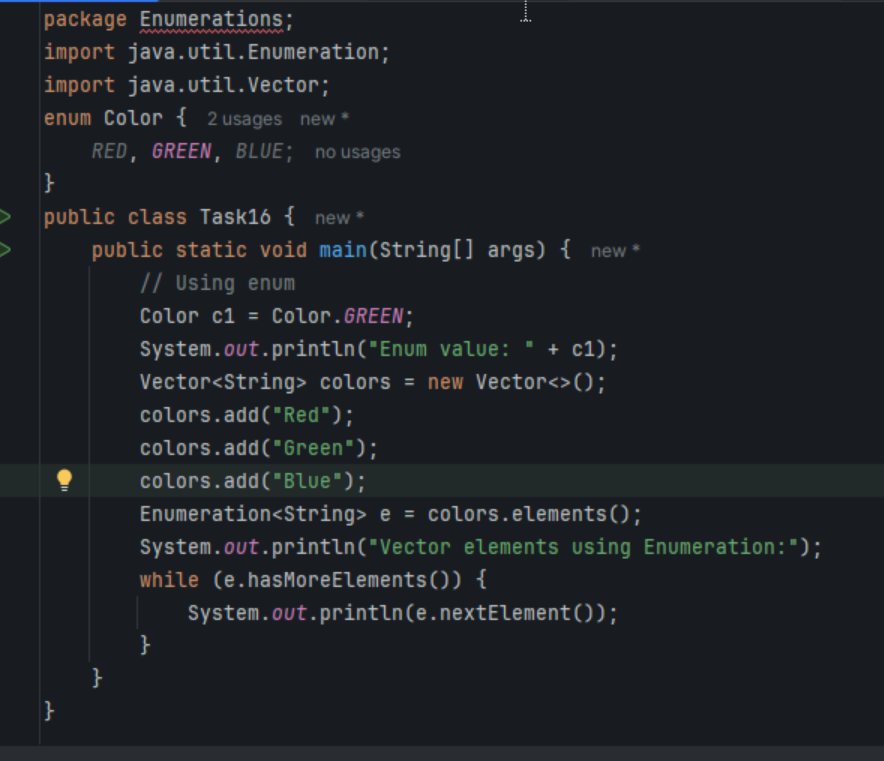 package Enumerations;
import java.util.Enumeration;
import java.util.Vector;
enum Color {  2 usages  new *
    RED, GREEN, BLUE;  no usages
}
public class Task16 {  new *
    public static void main(String[] args) {  new *
        // Using enum
        Color c1 = Color.GREEN;
        System.out.println("Enum value: " + c1);
        Vector<String> colors = new Vector<>();
        colors.add("Red");
        colors.add("Green");
        colors.add("Blue");
        Enumeration<String> e = colors.elements();
        System.out.println("Vector elements using Enumeration:");
        while (e.hasMoreElements()) {
            System.out.println(e.nextElement());
        }
    }
}